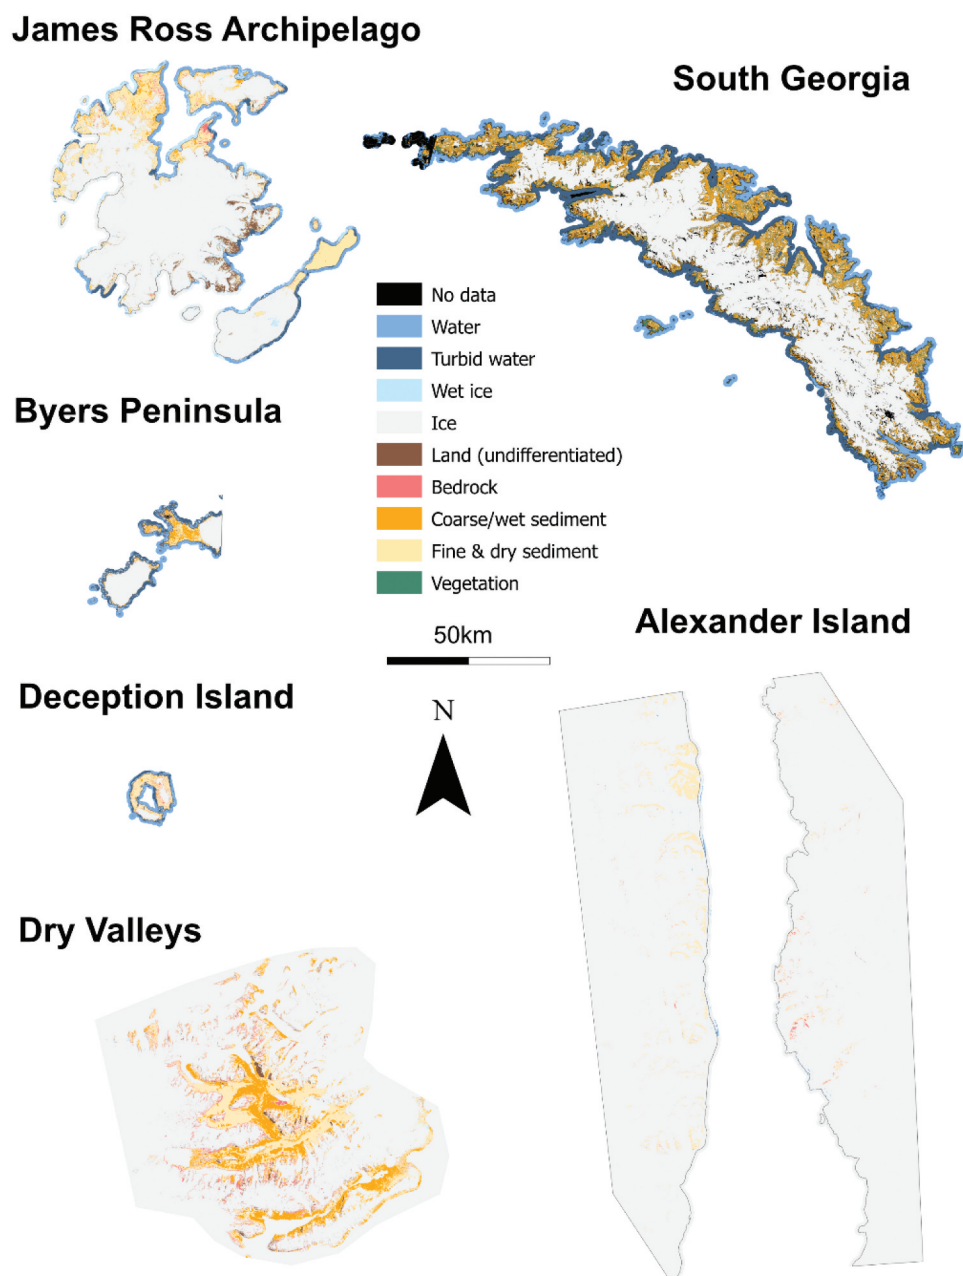 James Ross Archipelago
South Georgia
No data
Water
Turbid water
Wet ice
Ice
Land (undifferentiated)
Bedrock
Coarse/wet sediment
Fine & dry sediment
Vegetation
Byers Peninsula
50km
Alexander Island
Deception Island
N
Dry Valleys